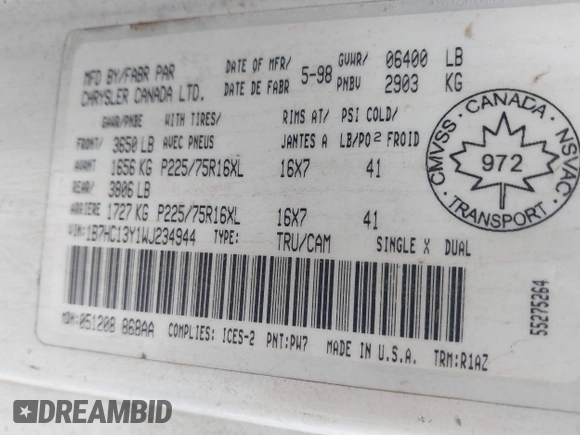 MFD BY/FABR PAR DATE OF MFR/ GVWR/ 06400 LB
CHRYSLER CANADA LTD. DATE DE FABR 5-98 PNBV 2903 KG
GAWR/PNBE WITH TIRES/ RIMS AT/ PSI COLD/
FRONT/ 3650 LB AVEC PNEUS JANTES A LB/PO2 FROID
AVANT 1656 KG P225/75R16XL 16X7 41
REAR/ 3806 LB
ARRIERE 1727 KG P225/75R16XL 16X7 41
VIN: 1B7HC13Y1WJ234944 TYPE: TRU/CAM SINGLE X DUAL
MDH: 051208 868AA COMPLIES: ICES-2 PNT: PW7 MADE IN U.S.A. TRM: R1AZ
55275264
CMVSS · CANADA · NSVAC
972
TRANSPORT
DREAMBID